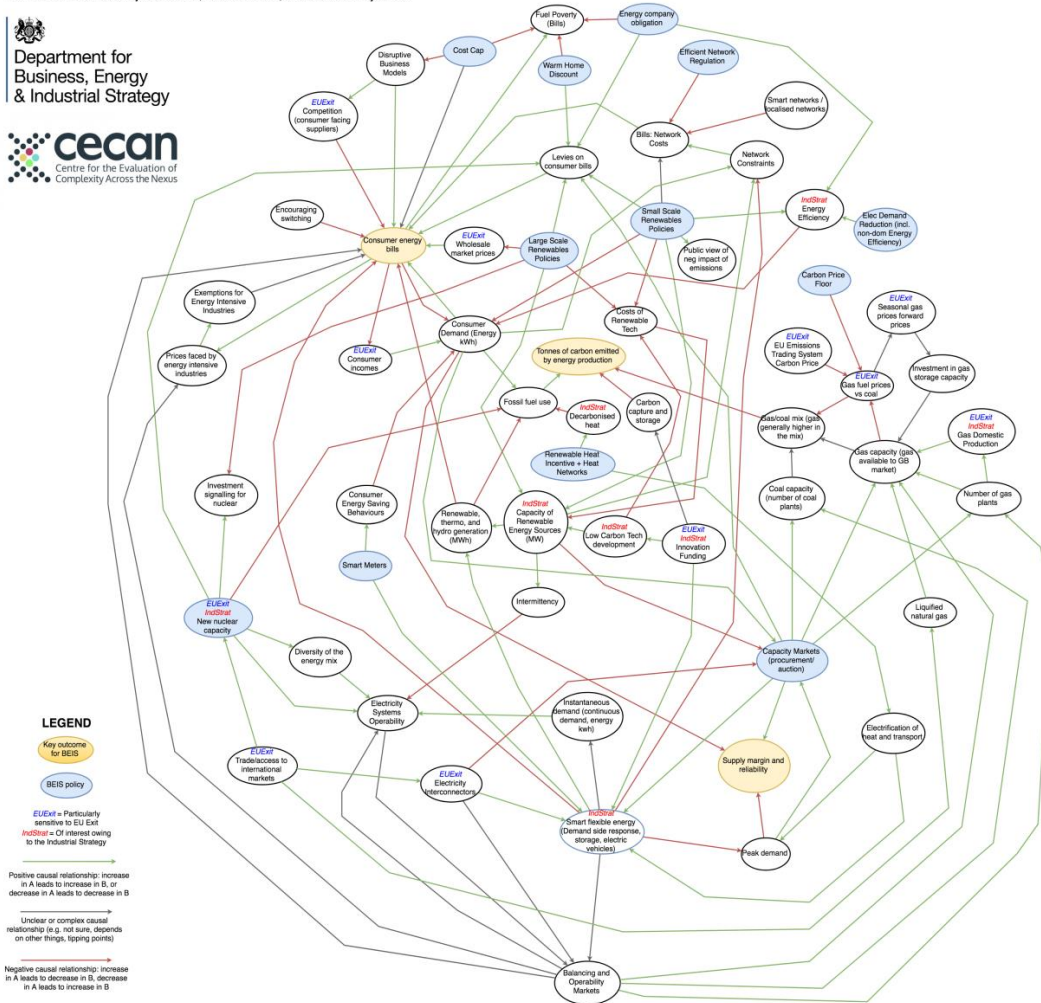 Department for
Business, Energy
& Industrial Strategy
cecan
Centre for the Evaluation of
Complexity Across the Nexus
Fuel Poverty
(Bills)
Energy company
obligation
Cost Cap
Disruptive
Business
Models
Warm Home
Discount
Efficient Network
Regulation
EUExit
Competition
(consumer facing
suppliers)
Smart networks /
localised networks
Bills: Network
Costs
Levies on
consumer bills
Network
Constraints
IndStrat
Energy
Efficiency
Encouraging
switching
Small Scale
Renewables
Policies
Elec Demand
Reduction (incl.
non-dom Energy
Efficiency)
Consumer energy
bills
EUExit
Wholesale
market prices
Large Scale
Renewables
Policies
Public view of
neg impact of
emissions
Carbon Price
Floor
Exemptions for
Energy Intensive
Industries
EUExit
Seasonal gas
prices forward
prices
Consumer
Demand (Energy
kWh)
Costs of
Renewable Tech
EUExit
EU Emissions
Trading System
Carbon Price
EUExit
Consumer
incomes
Tonnes of carbon emitted
by energy production
Prices faced by
energy intensive
industries
Investment in gas
storage capacity
EUExit
Gas fuel prices
vs coal
Fossil fuel use
IndStrat
Decarbonised
heat
Carbon
capture and
storage
Gas/coal mix (gas
generally higher in
the mix)
EUExit
IndStrat
Gas Domestic
Production
Gas capacity (gas
available to GB
market)
Renewable Heat
Incentive + Heat
Networks
Investment
signalling for
nuclear
Consumer
Energy Saving
Behaviours
Renewable,
thermo, and
hydro generation
(MWh)
IndStrat
Capacity of
Renewable
Energy Sources
(MW)
IndStrat
Low Carbon Tech
development
EUExit
IndStrat
Innovation
Funding
Coal capacity
(number of coal
plants)
Number of gas
plants
Smart Meters
Intermittency
EUExit
IndStrat
New nuclear
capacity
Liquified
natural gas
Diversity of the
energy mix
Capacity Markets
(procurement/
auction)
Electricity
Systems
Operability
Instantaneous
demand (continuous
demand, energy
kwh)
Electrification of
heat and transport
LEGEND
Key outcome
for BEIS
BEIS policy
EUExit = Particularly
sensitive to EU Exit
IndStrat = Of interest owing
to the Industrial Strategy
Positive causal relationship: increase
in A leads to increase in B, or
decrease in A leads to decrease in B
Unclear or complex causal
relationship (e.g. not sure, depends
on other things, tipping points)
Negative causal relationship: increase
in A leads to decrease in B, decrease
in A leads to increase in B
EUExit
Trade/access to
international
markets
EUExit
Electricity
Interconnectors
Supply margin and
reliability
IndStrat
Smart flexible energy
(Demand side response,
storage, electric
vehicles)
Peak demand
Balancing and
Operability
Markets